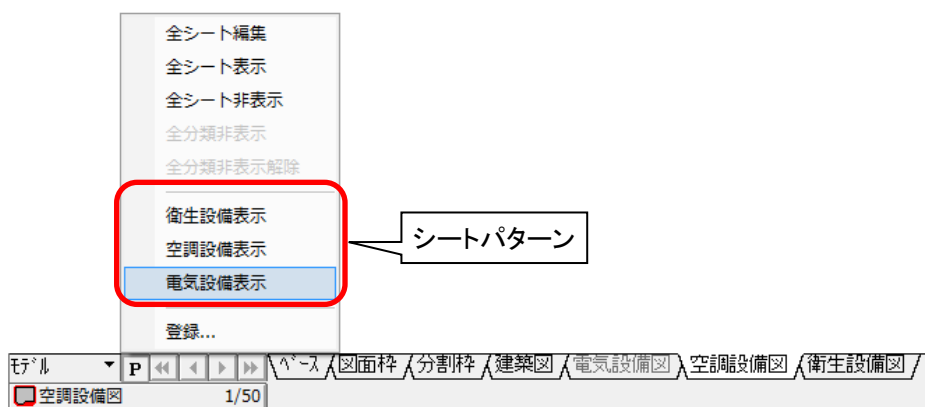 全シート編集
全シート表示
全シート非表示
全分類非表示
全分類非表示解除
衛生設備表示
空調設備表示
電気設備表示
登録...
シートパターン
ﾓﾃﾞﾙ P ﾍﾞｰｽ 図面枠 分割枠 建築図 電気設備図 空調設備図 衛生設備図
空調設備図 1/50